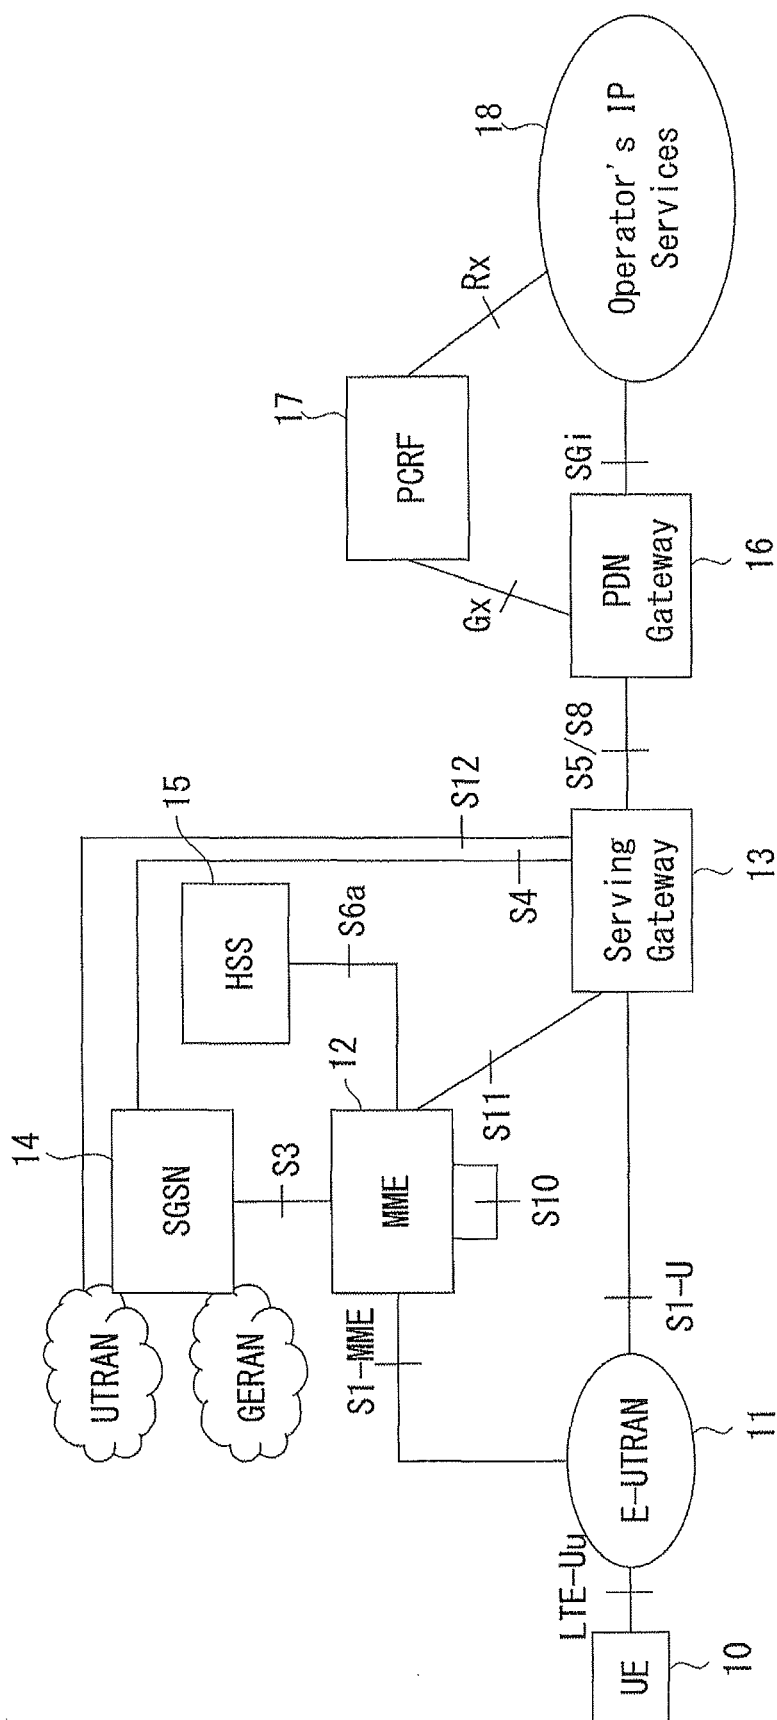 UTRAN
GERAN
14
SGSN
15
HSS
S12
S4
S6a
S3
12
MME
S1-MME
S10
S11
17
PCRF
Gx
Rx
18
Operator's IP
Services
UE
10
LTE-Uu
E-UTRAN
11
S1-U
Serving
Gateway
13
S5/S8
PDN
Gateway
16
SGi